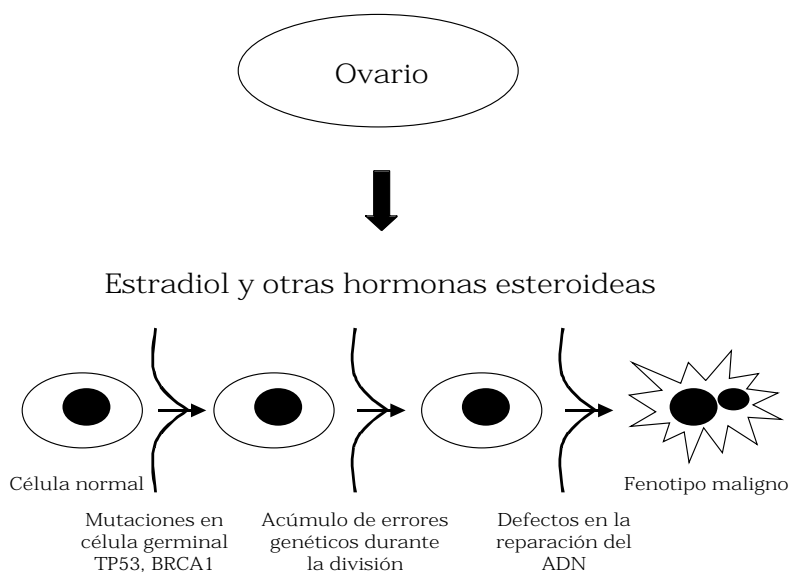 Ovario
Estradiol y otras hormonas esteroideas
Célula normal
Fenotipo maligno
Mutaciones en
célula germinal
TP53, BRCA1
Acúmulo de errores
genéticos durante
la división
Defectos en la
reparación del
ADN